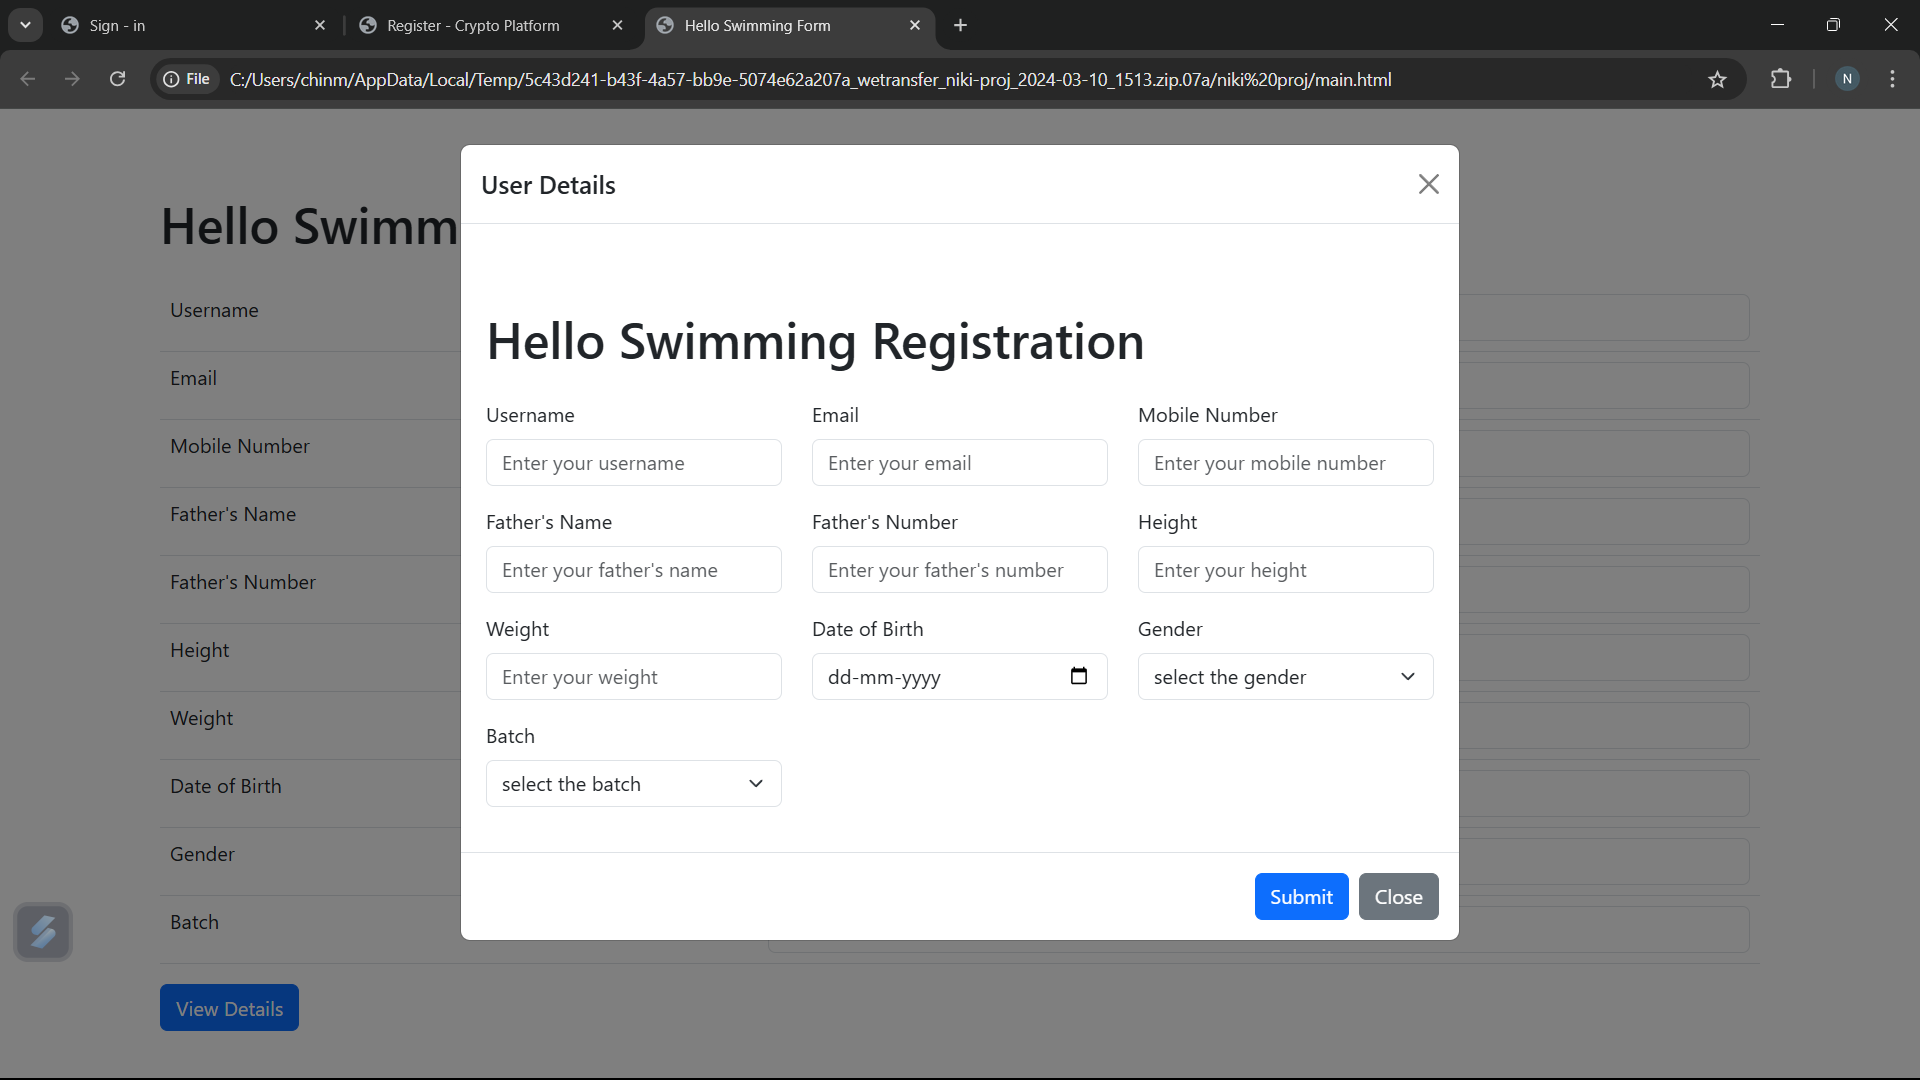 Sign - in
Register - Crypto Platform
Hello Swimming Form
File
C:/Users/chinm/AppData/Local/Temp/5c43d241-b43f-4a57-bb9e-5074e62a207a_wetransfer_niki-proj_2024-03-10_1513.zip.07a/niki%20proj/main.html
N
Hello Swimm
Username
Email
Mobile Number
Father's Name
Father's Number
Height
Weight
Date of Birth
Gender
Batch
View Details
User Details
Hello Swimming Registration
Username Email Mobile Number
Enter your username Enter your email Enter your mobile number
Father's Name Father's Number Height
Enter your father's name Enter your father's number Enter your height
Weight Date of Birth Gender
Enter your weight dd-mm-yyyy select the gender
Batch
select the batch
Submit Close